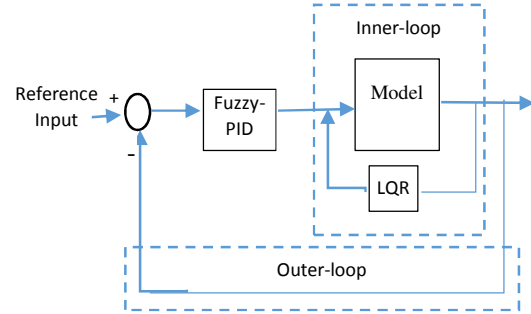 Inner-loop
Reference
Input
+
-
Fuzzy-
PID
Model
LQR
Outer-loop